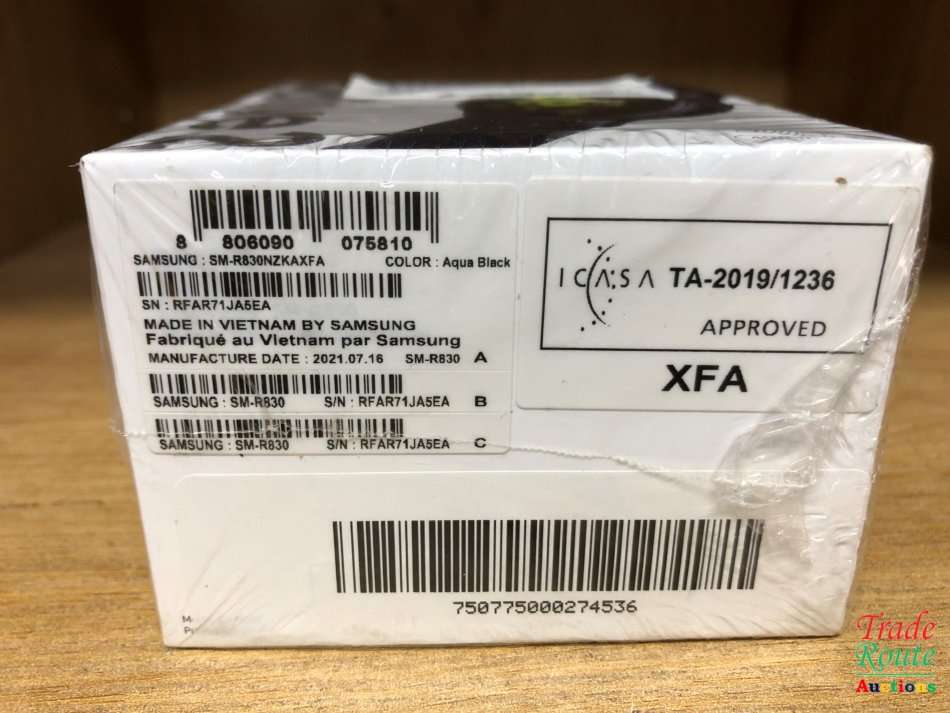 8 806090 075810
SAMSUNG : SM-R830NZKAXFA COLOR : Aqua Black
SN : RFAR71JA5EA
MADE IN VIETNAM BY SAMSUNG
Fabriqué au Vietnam par Samsung
MANUFACTURE DATE : 2021.07.16 SM-R830 A
SAMSUNG : SM-R830 S/N : RFAR71JA5EA B
SAMSUNG : SM-R830 S/N : RFAR71JA5EA C
ICASA TA-2019/1236
APPROVED
XFA
750775000274536
Trade
Route
Auctions